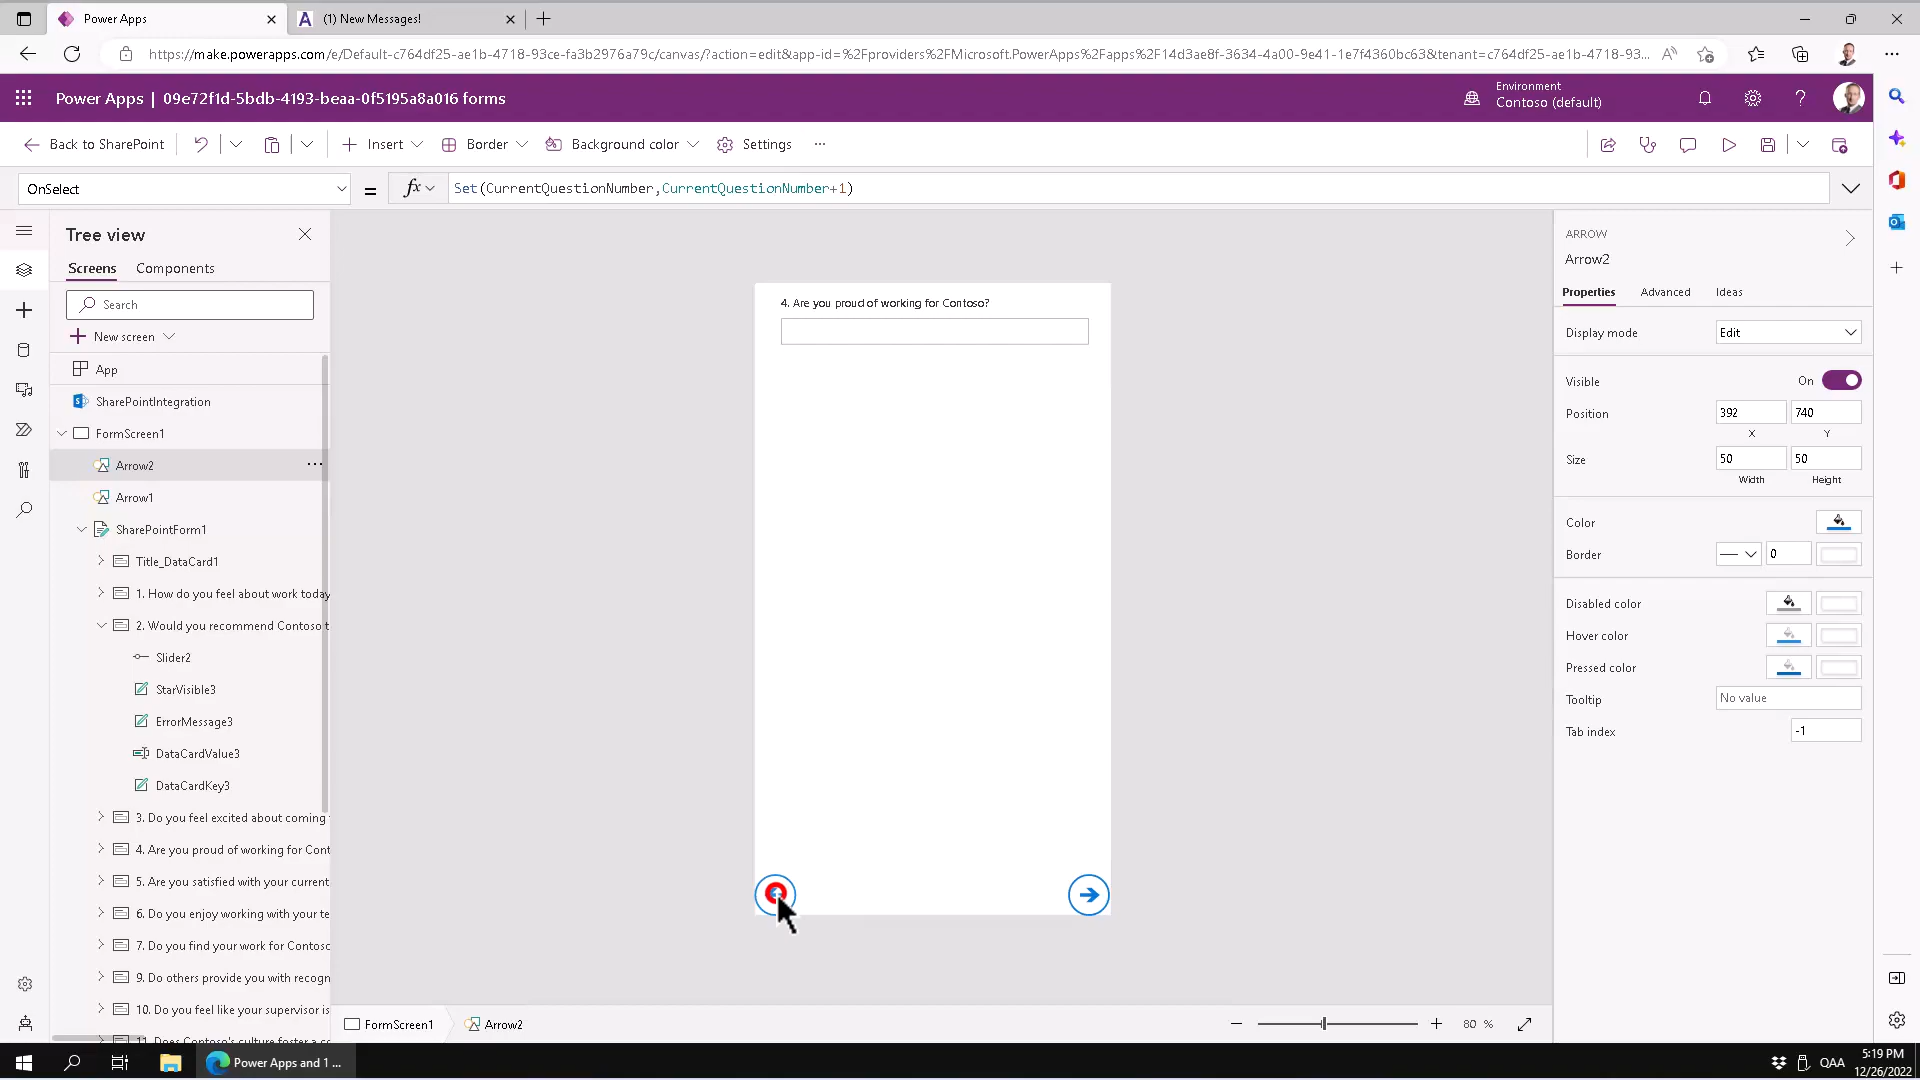 Power Apps
(1) New Messages!
https://make.powerapps.com/e/Default-c764df25-ae1b-4718-93ce-fa3b2976a79c/canvas/?action=edit&app-id=%2Fproviders%2FMicrosoft.PowerApps%2Fapps%2F14d3ae8f-3634-4a00-9e41-1e7f4360bc63&tenant=c764df25-ae1b-4718-93...
Power Apps | 09e72f1d-5bdb-4193-beaa-0f5195a8a016 forms
Environment
Contoso (default)
Back to SharePoint
Insert
Border
Background color
Settings
OnSelect
=
fx
Set(CurrentQuestionNumber,CurrentQuestionNumber+1)
Tree view
Screens
Components
Search
New screen
App
SharePointIntegration
FormScreen1
Arrow2
Arrow1
SharePointForm1
Title_DataCard1
1. How do you feel about work today
2. Would you recommend Contoso t
Slider2
StarVisible3
ErrorMessage3
DataCardValue3
DataCardKey3
3. Do you feel excited about coming
4. Are you proud of working for Cont
5. Are you satisfied with your current
6. Do you enjoy working with your te
7. Do you find your work for Contoso
9. Do others provide you with recogn
10. Do you feel like your supervisor is
11. Does Contoso's culture foster a co
4. Are you proud of working for Contoso?
FormScreen1
Arrow2
80 %
ARROW
Arrow2
Properties
Advanced
Ideas
Display mode
Edit
Visible
On
Position
392
740
X
Y
Size
50
50
Width
Height
Color
Border
0
Disabled color
Hover color
Pressed color
Tooltip
No value
Tab index
-1
Power Apps and 1 ...
QAA
5:19 PM
12/26/2022